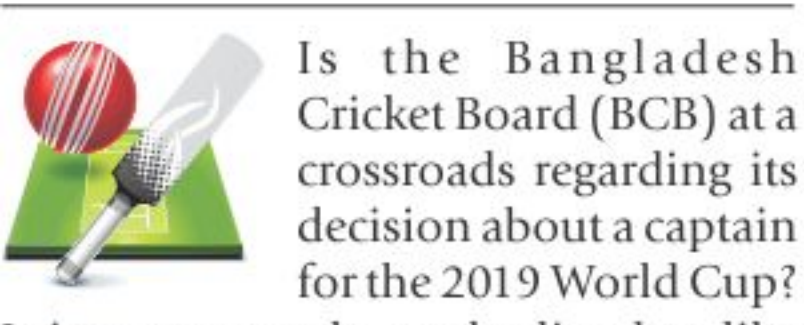 Is the Bangladesh
Cricket Board (BCB) at a
crossroads regarding its
decision about a captain
for the 2019 World Cup?